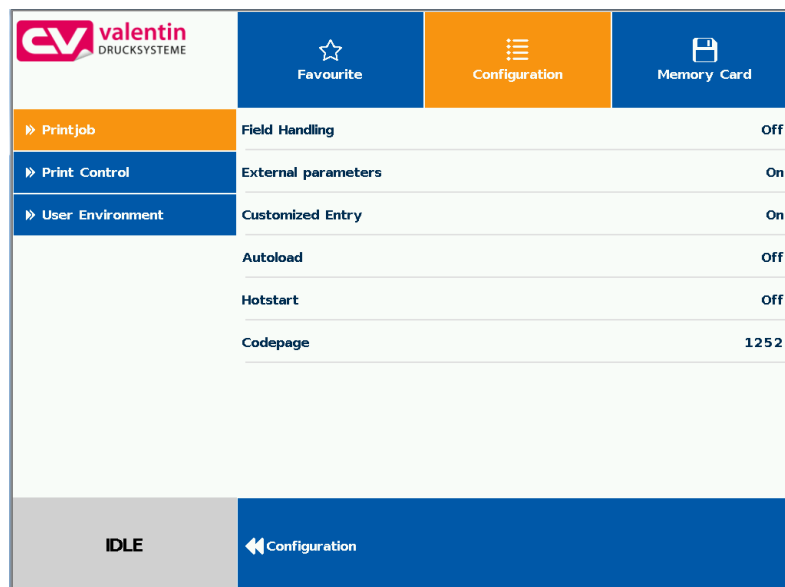 CV valentin
DRUCKSYSTEME
Favourite
Configuration
Memory Card
Printjob
Print Control
User Environment
Field Handling Off
External parameters On
Customized Entry On
Autoload Off
Hotstart Off
Codepage 1252
IDLE
Configuration